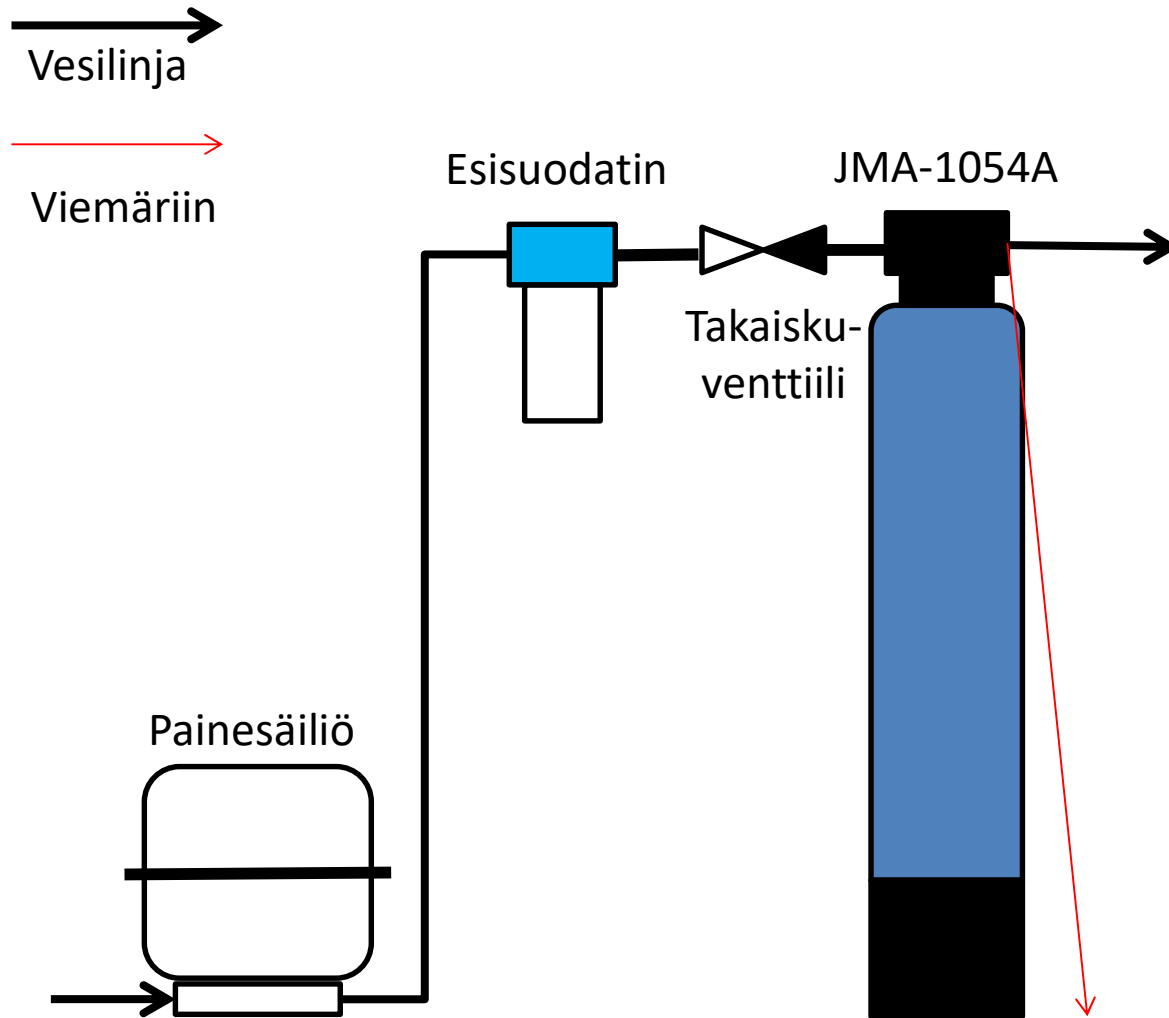 Vesilinja
Viemäriin
Esisuodatin
JMA-1054A
Takaisku-
venttiili
Painesäiliö